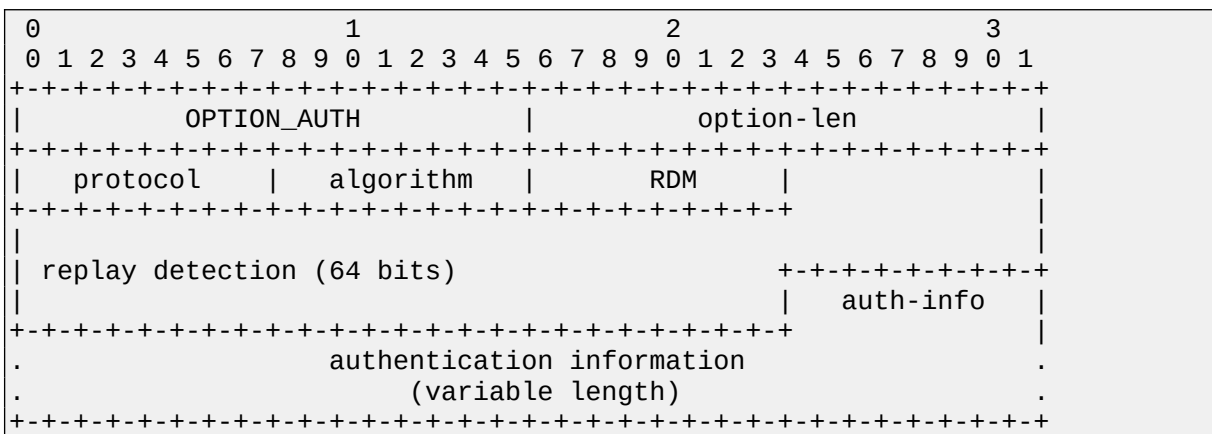 0                   1                   2                   3
 0 1 2 3 4 5 6 7 8 9 0 1 2 3 4 5 6 7 8 9 0 1 2 3 4 5 6 7 8 9 0 1
+-+-+-+-+-+-+-+-+-+-+-+-+-+-+-+-+-+-+-+-+-+-+-+-+-+-+-+-+-+-+-+-+
|          OPTION_AUTH          |          option-len           |
+-+-+-+-+-+-+-+-+-+-+-+-+-+-+-+-+-+-+-+-+-+-+-+-+-+-+-+-+-+-+-+-+
|   protocol    |   algorithm   |       RDM     |               |
+-+-+-+-+-+-+-+-+-+-+-+-+-+-+-+-+-+-+-+-+-+-+-+-+               |
|                                                               |
| replay detection (64 bits)                    +-+-+-+-+-+-+-+-+
|                                               |   auth-info   |
+-+-+-+-+-+-+-+-+-+-+-+-+-+-+-+-+-+-+-+-+-+-+-+-+               |
.                   authentication information                  .
.                        (variable length)                      .
+-+-+-+-+-+-+-+-+-+-+-+-+-+-+-+-+-+-+-+-+-+-+-+-+-+-+-+-+-+-+-+-+